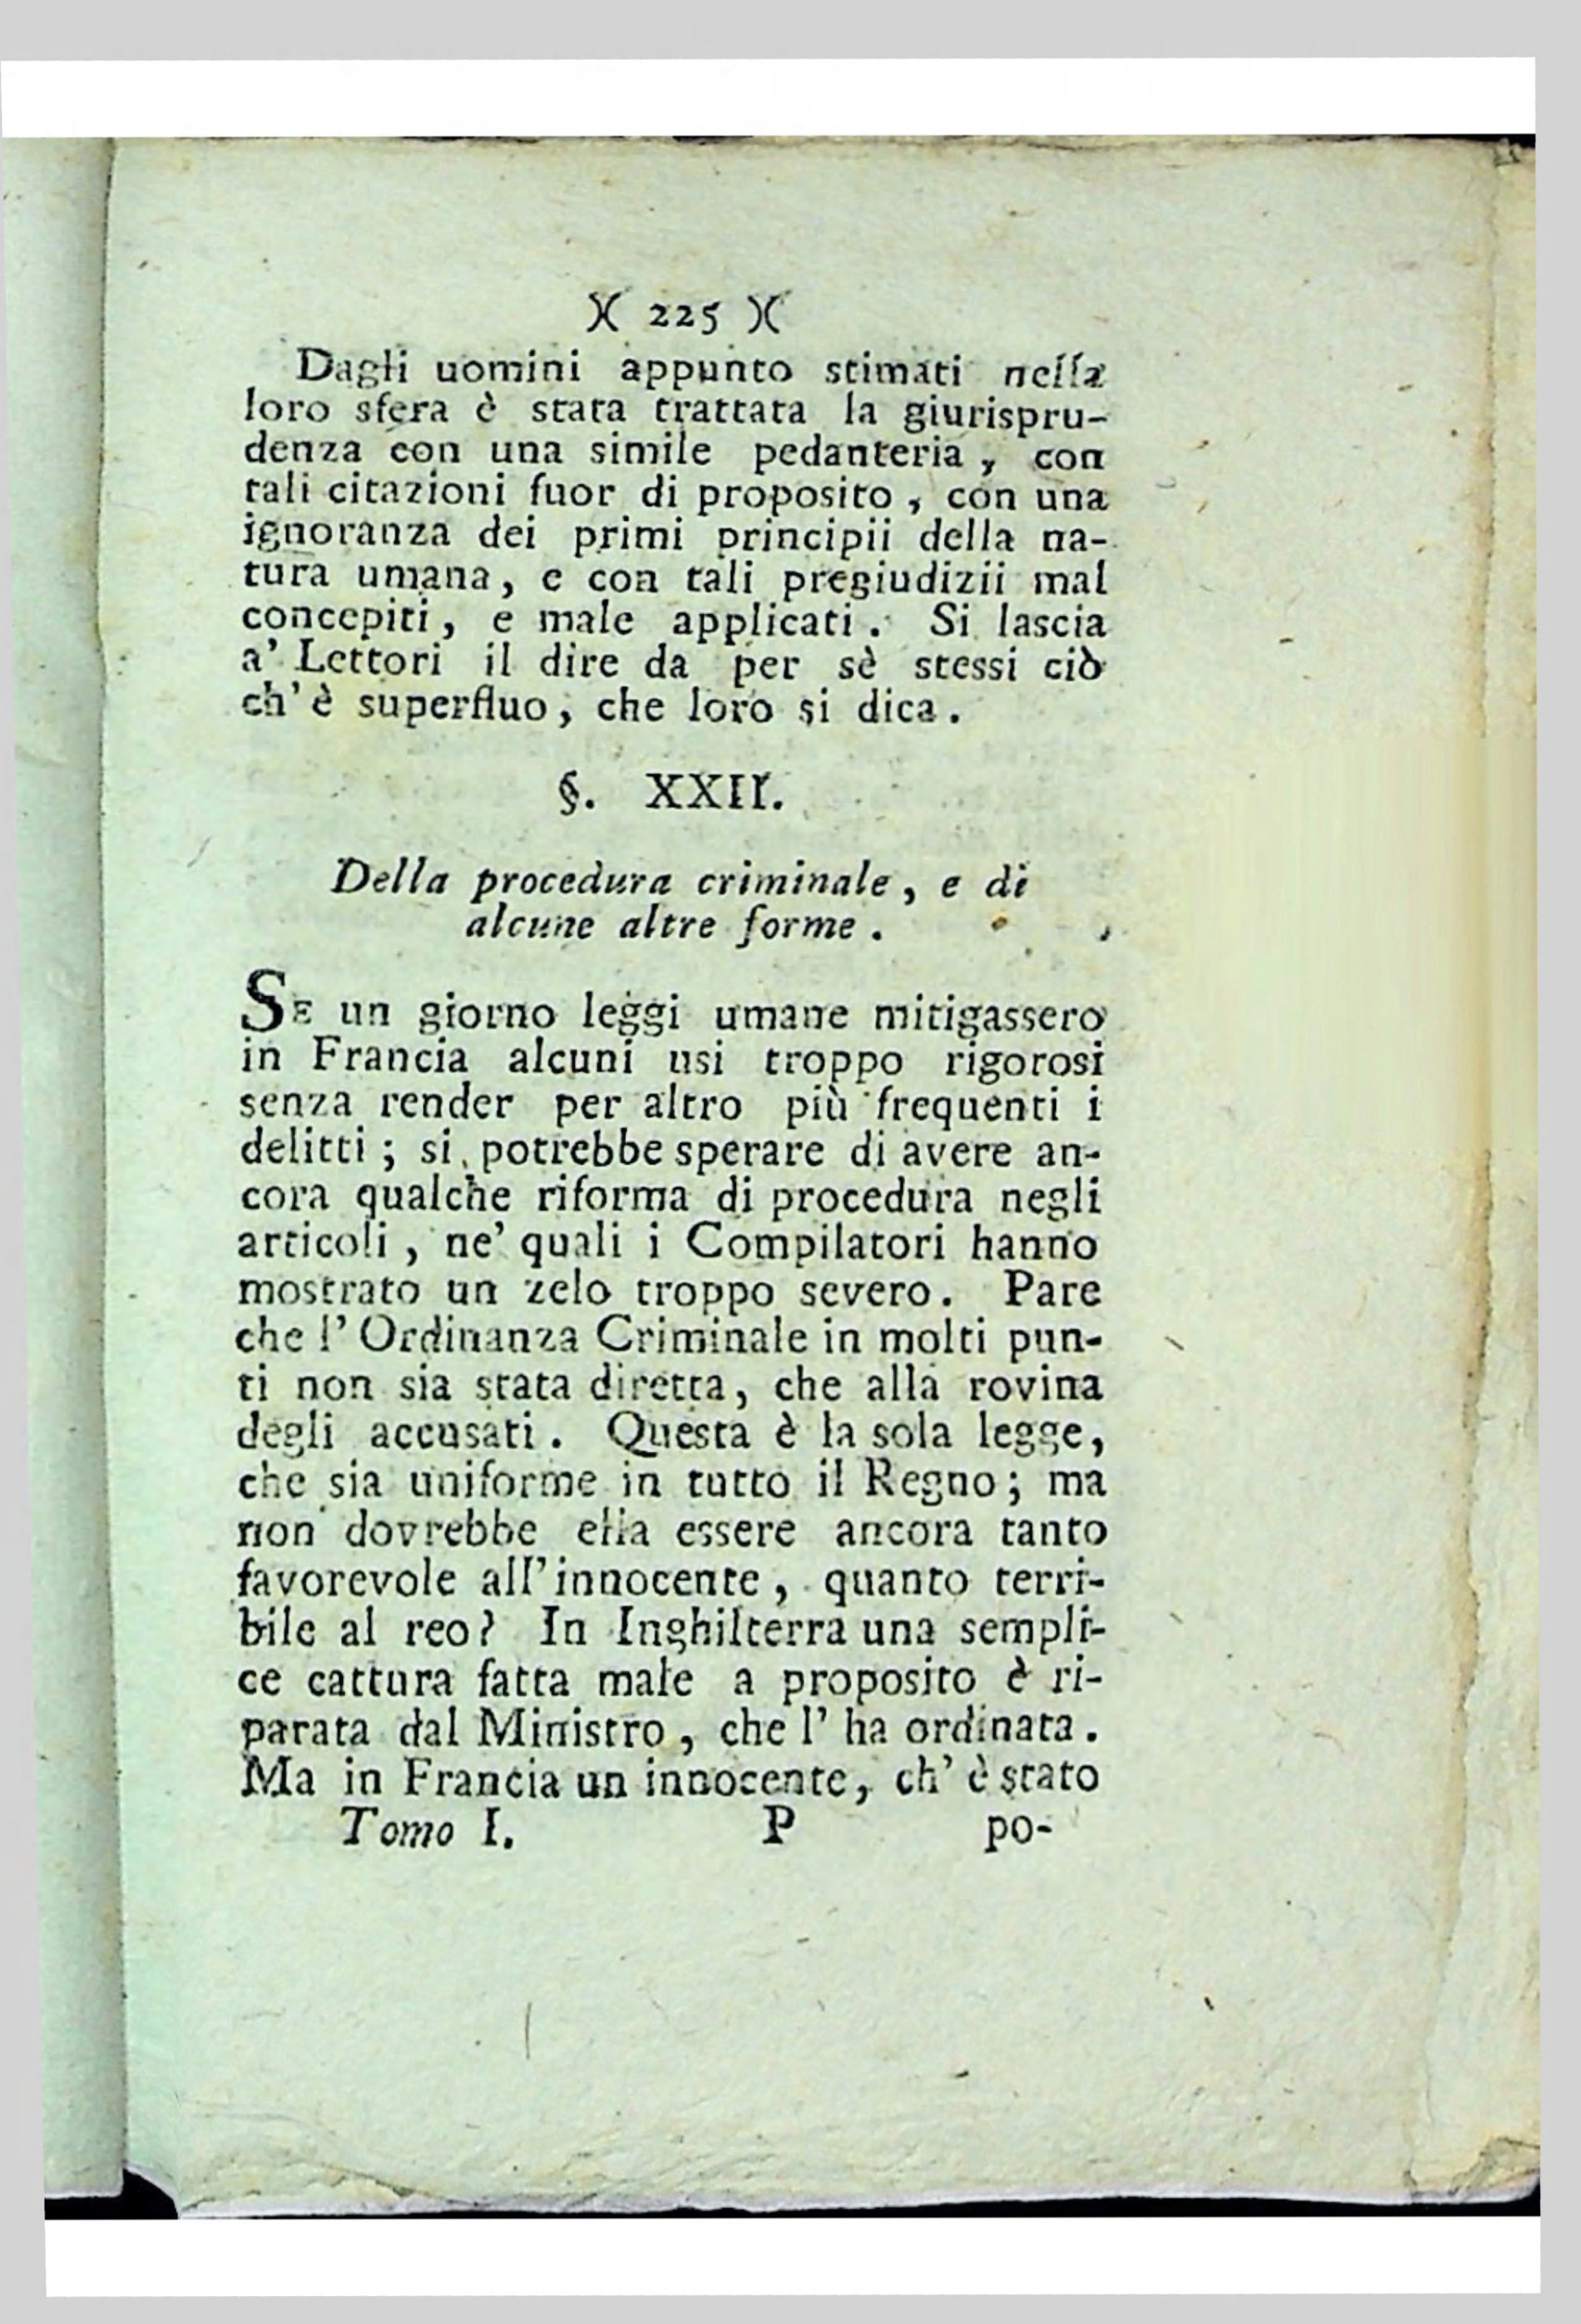 )( 225 )(
Dagli uomini appunto stimati nella
loro sfera è stata trattata la giurispru-
denza con una simile pedanteria, con
tali citazioni fuor di proposito, con una
ignoranza dei primi principii della na-
tura umana, e con tali pregiudizii mal
concepiti, e male applicati. Si lascia
a' Lettori il dire da per sè stessi ciò
ch'è superfluo, che loro si dica.
§. XXII.
Della procedura criminale, e di
alcune altre forme.
SE un giorno leggi umane mitigassero
in Francia alcuni usi troppo rigorosi
senza render per altro più frequenti i
delitti; si potrebbe sperare di avere an-
cora qualche riforma di procedura negli
articoli, ne' quali i Compilatori hanno
mostrato un zelo troppo severo. Pare
che l'Ordinanza Criminale in molti pun-
ti non sia stata diretta, che alla rovina
degli accusati. Questa è la sola legge,
che sia uniforme in tutto il Regno; ma
non dovrebbe ella essere ancora tanto
favorevole all'innocente, quanto terri-
bile al reo? In Inghilterra una sempli-
ce cattura fatta male a proposito è ri-
parata dal Ministro, che l'ha ordinata.
Ma in Francia un innocente, ch'è stato
Tomo I. P po-